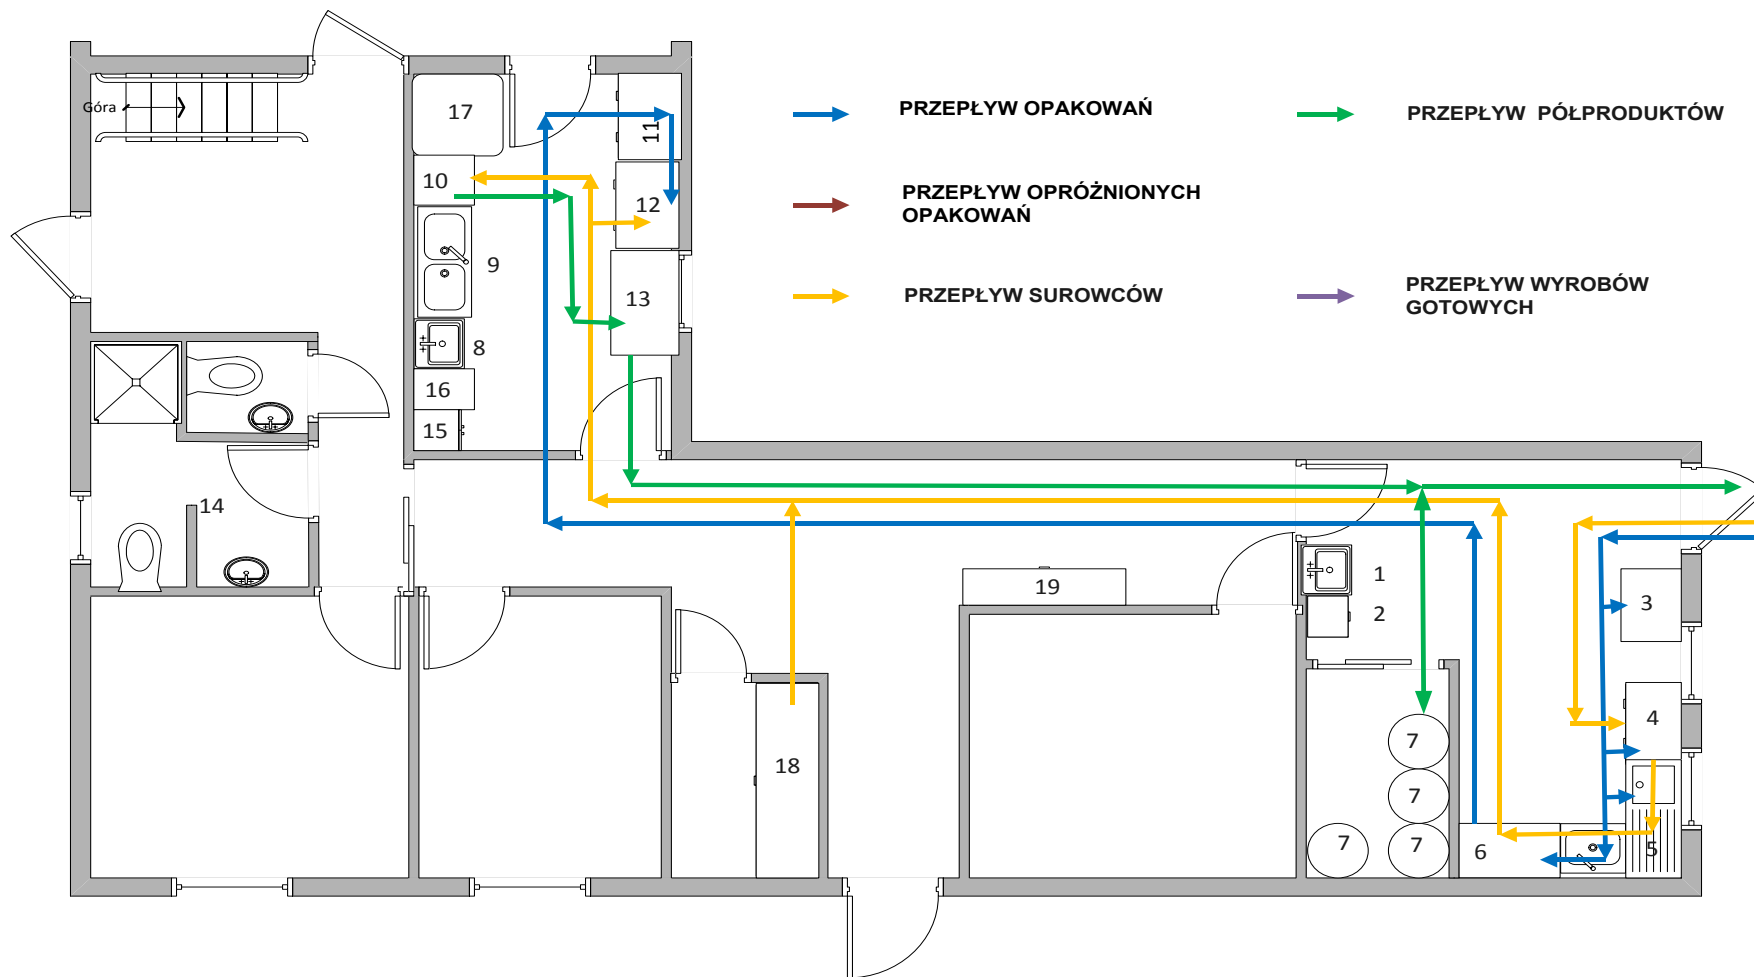 Góra
17
11
PRZEPŁYW OPAKOWAŃ
PRZEPŁYW PÓŁPRODUKTÓW
10
12
PRZEPŁYW OPRÓŻNIONYCH
OPAKOWAŃ
9
13
PRZEPŁYW SUROWCÓW
PRZEPŁYW WYROBÓW
GOTOWYCH
8
16
15
14
19
1
2
3
4
18
7
7
7
7
6
5